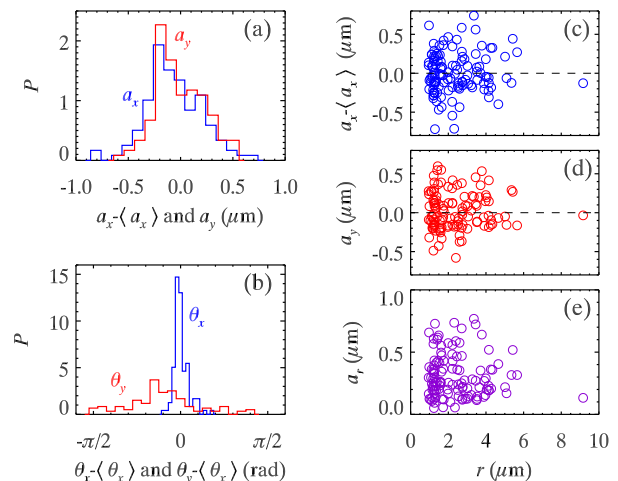 (a)
2
1
0
P
a_y
a_x
-1.0 -0.5 0.0 0.5 1.0
a_x-⟨a_x⟩ and a_y (μm)
(b)
15
10
5
0
P
θ_x
θ_y
-π/2 0 π/2
θ_x-⟨θ_x⟩ and θ_y-⟨θ_x⟩ (rad)
(c)
0.5
0.0
-0.5
a_x-⟨a_x⟩ (μm)
(d)
0.5
0.0
-0.5
a_y (μm)
(e)
1.0
0.5
0.0
a_r (μm)
0 2 4 6 8 10
r (μm)